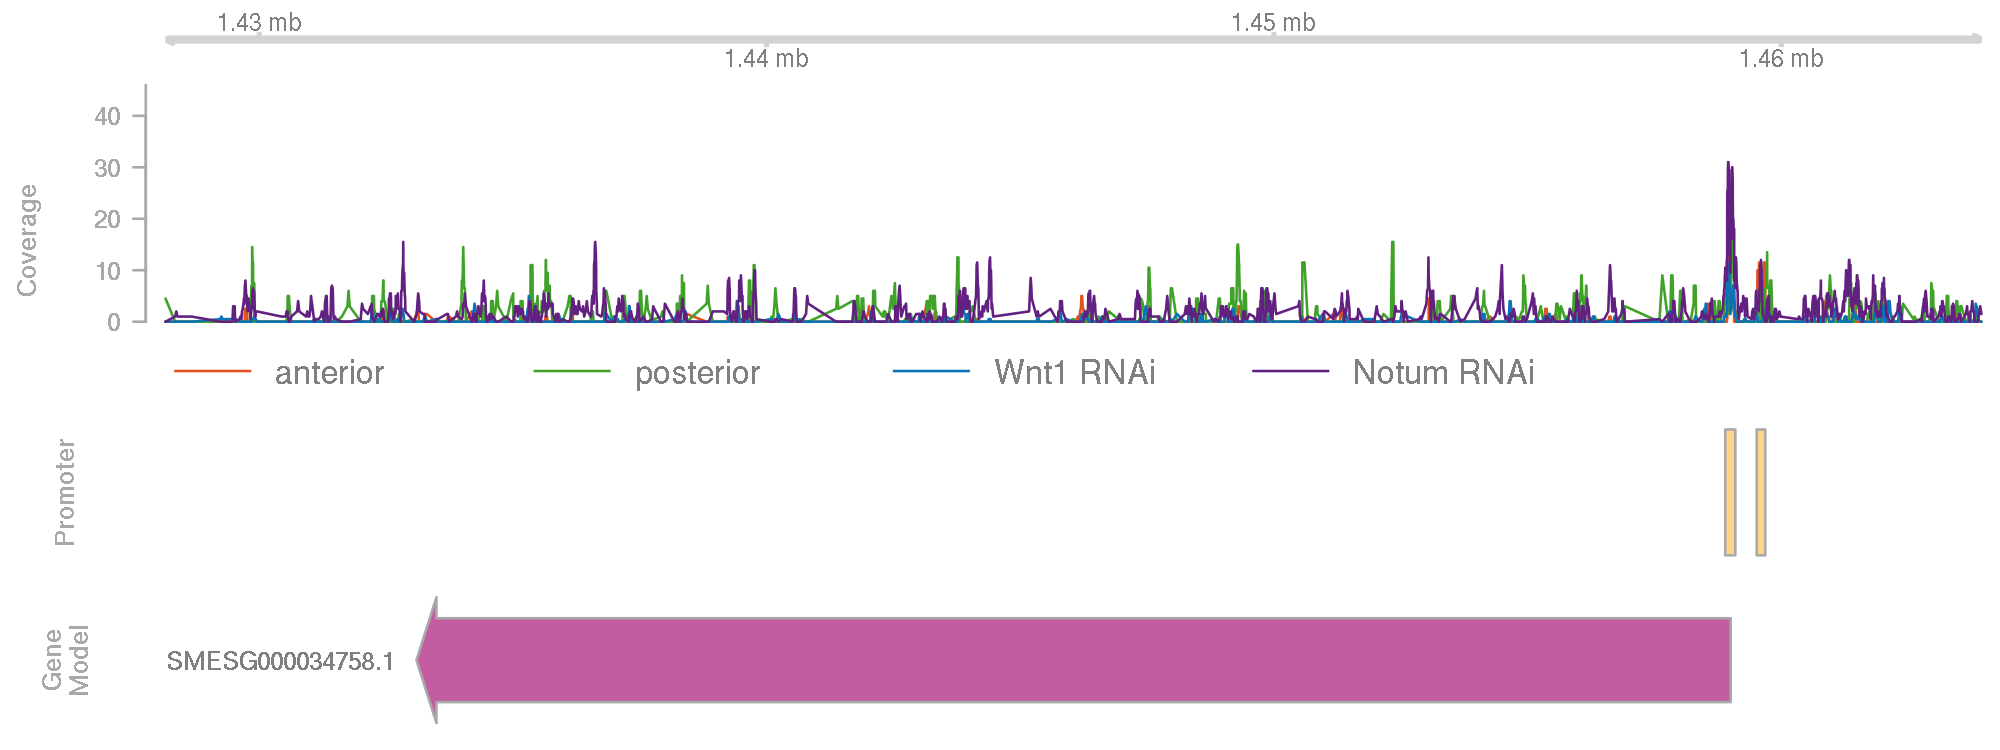 1.43 mb
1.45 mb
1.44 mb
1.46 mb
Coverage
40
30
20
10
0
anterior
posterior
Wnt1 RNAi
Notum RNAi
Promoter
Gene
Model
SMESG000034758.1